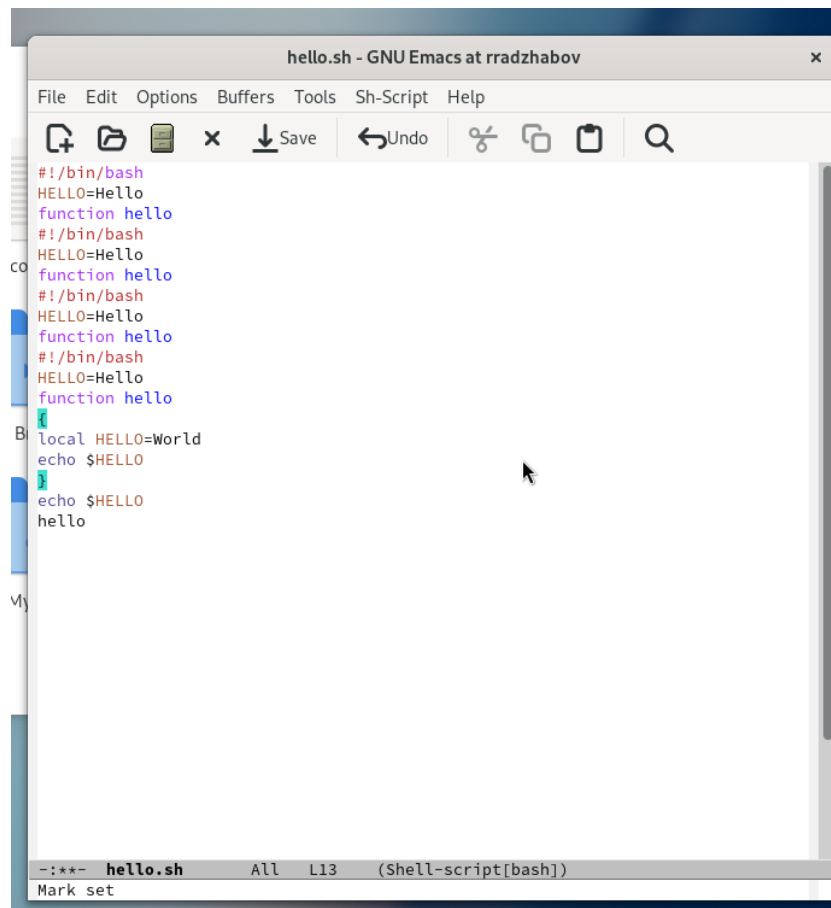 hello.sh - GNU Emacs at rradzhabov
File Edit Options Buffers Tools Sh-Script Help
Save Undo
#!/bin/bash
HELLO=Hello
function hello
#!/bin/bash
HELLO=Hello
function hello
#!/bin/bash
HELLO=Hello
function hello
#!/bin/bash
HELLO=Hello
function hello
{
local HELLO=World
echo $HELLO
}
echo $HELLO
hello
-:**- hello.sh All L13 (Shell-script[bash])
Mark set